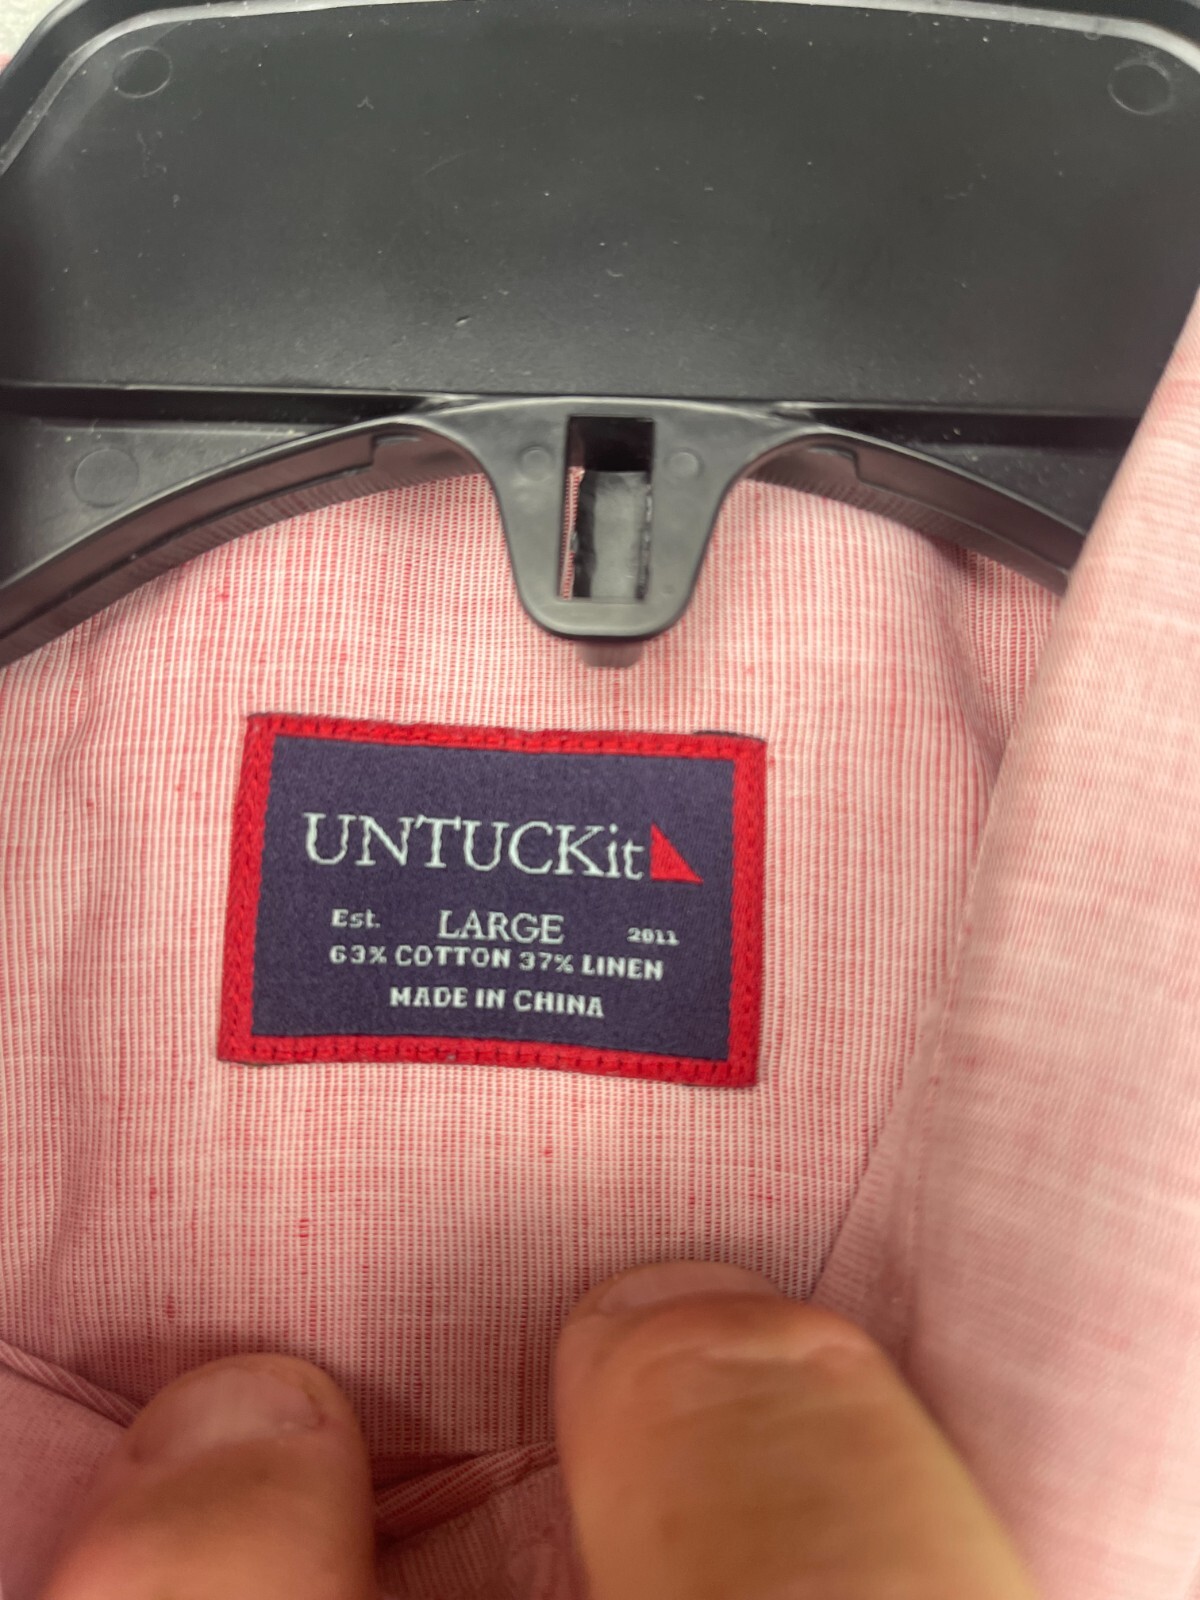 UNTUCKit
Est. LARGE 2011
63% COTTON 37% LINEN
MADE IN CHINA